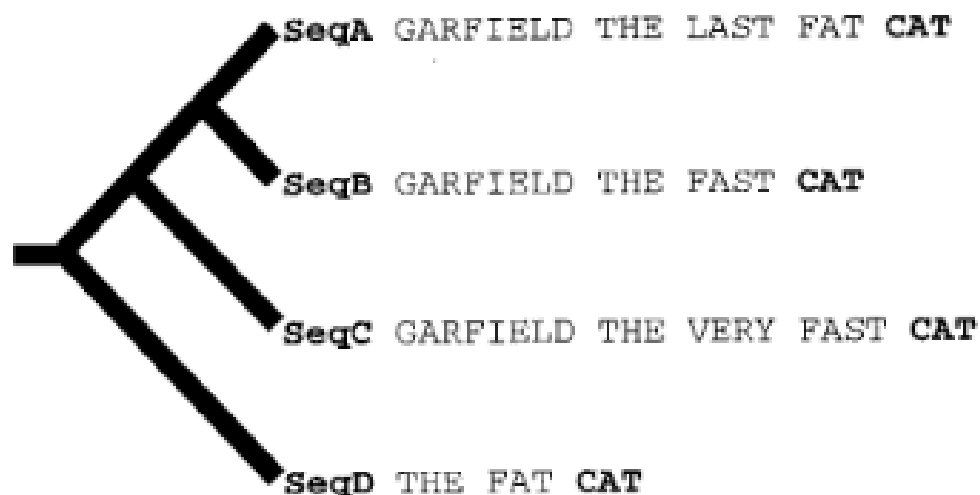 SeqA GARFIELD THE LAST FAT CAT
SeqB GARFIELD THE FAST CAT
SeqC GARFIELD THE VERY FAST CAT
SeqD THE FAT CAT